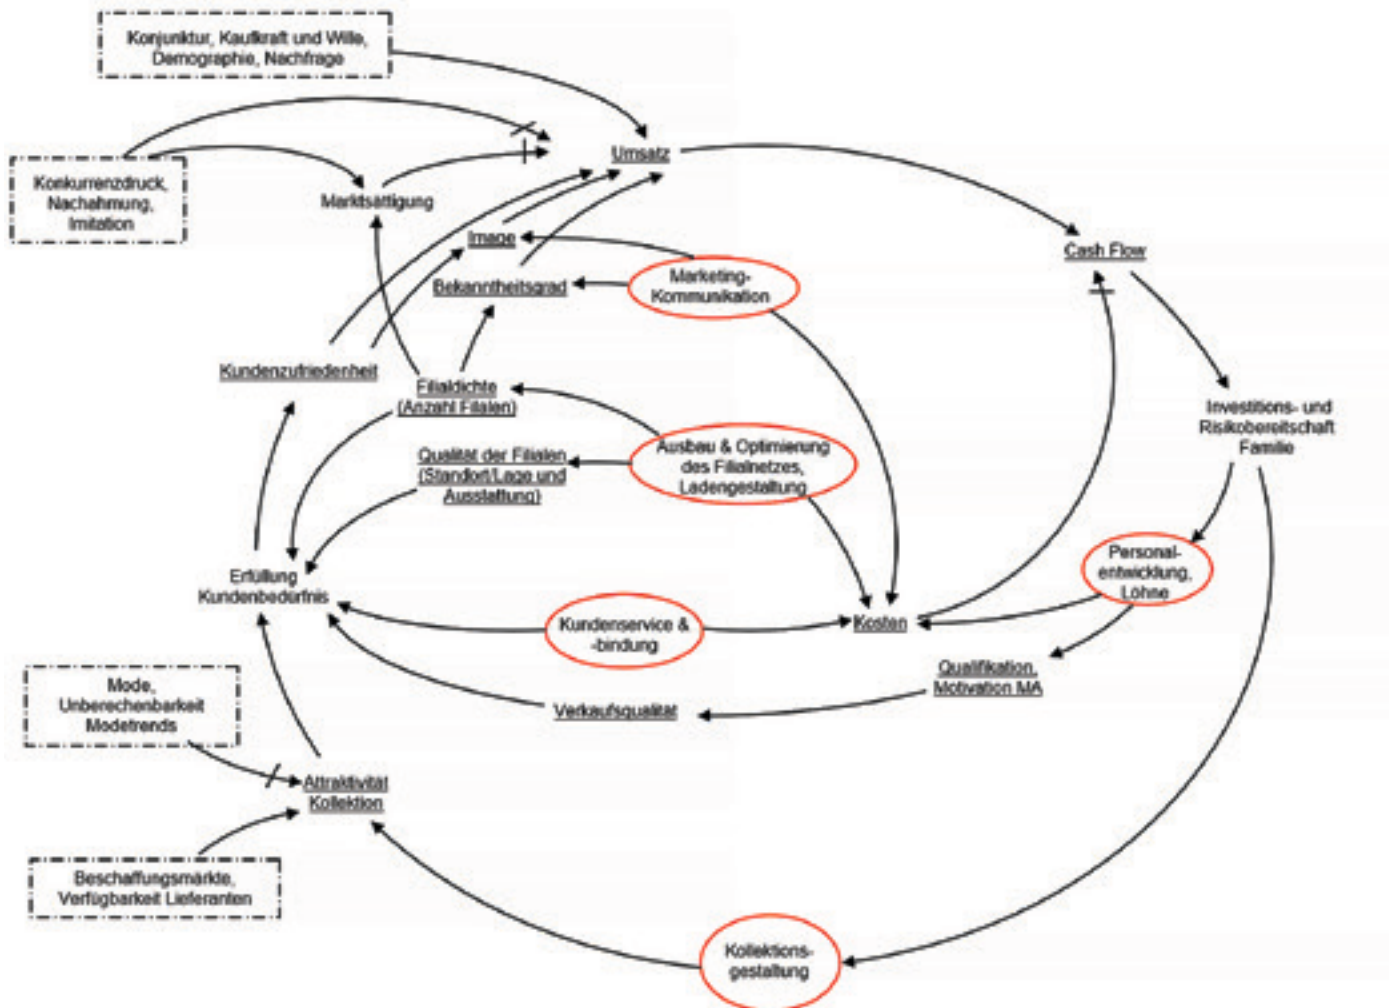 Konjunktur, Kaufkraft und Wille,
Demographie, Nachfrage
Umsatz
Konkurrenzdruck,
Nachahmung,
Imitation
Marktsättigung
Image
Cash Flow
Marketing-
Kommunikation
Bekanntheitsgrad
Kundenzufriedenheit
Filialdichte
(Anzahl Filialen)
Investitions- und
Risikobereitschaft
Familie
Ausbau & Optimierung
des Filialnetzes,
Ladengestaltung
Qualität der Filialen
(Standort/Lage und
Ausstattung)
Personal-
entwicklung,
Löhne
Erfüllung
Kundenbedürfnis
Kundenservice &
-bindung
Kosten
Qualifikation,
Motivation MA
Mode,
Unberechenbarkeit
Modetrends
Verkaufsqualität
Attraktivität
Kollektion
Beschaffungsmärkte,
Verfügbarkeit Lieferanten
Kollektions-
gestaltung